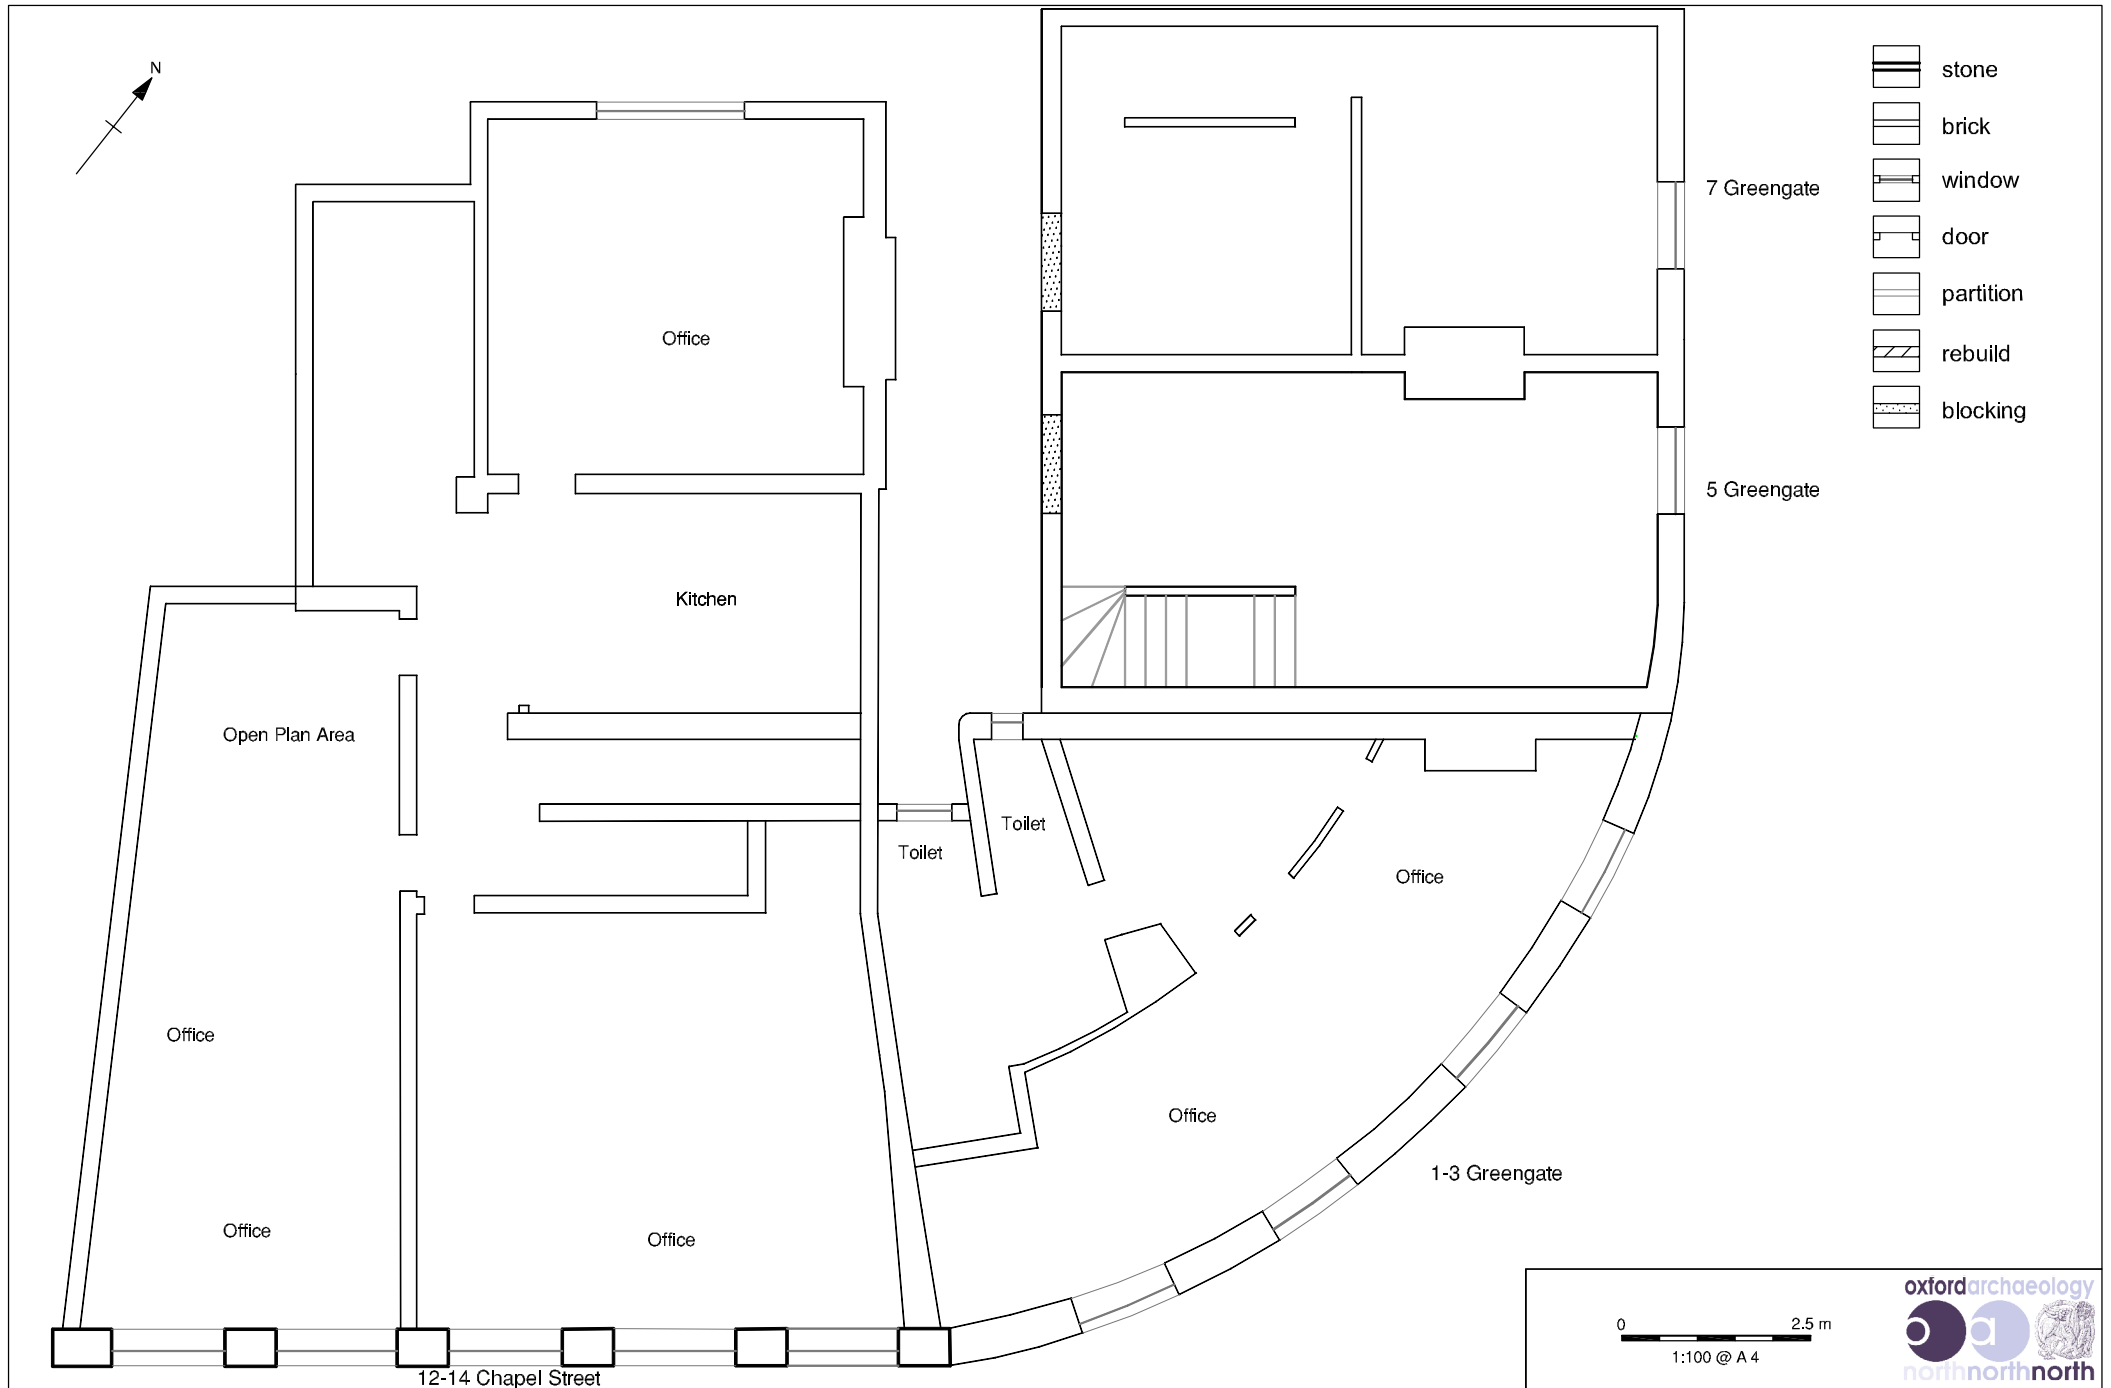 N
stone
brick
window
door
partition
rebuild
blocking
7 Greengate
5 Greengate
Office
Kitchen
Open Plan Area
Toilet
Toilet
Office
Office
Office
Office
Office
1-3 Greengate
12-14 Chapel Street
0 2.5 m
1:100 @ A 4
oxfordarchaeology
oa
northnorthnorth